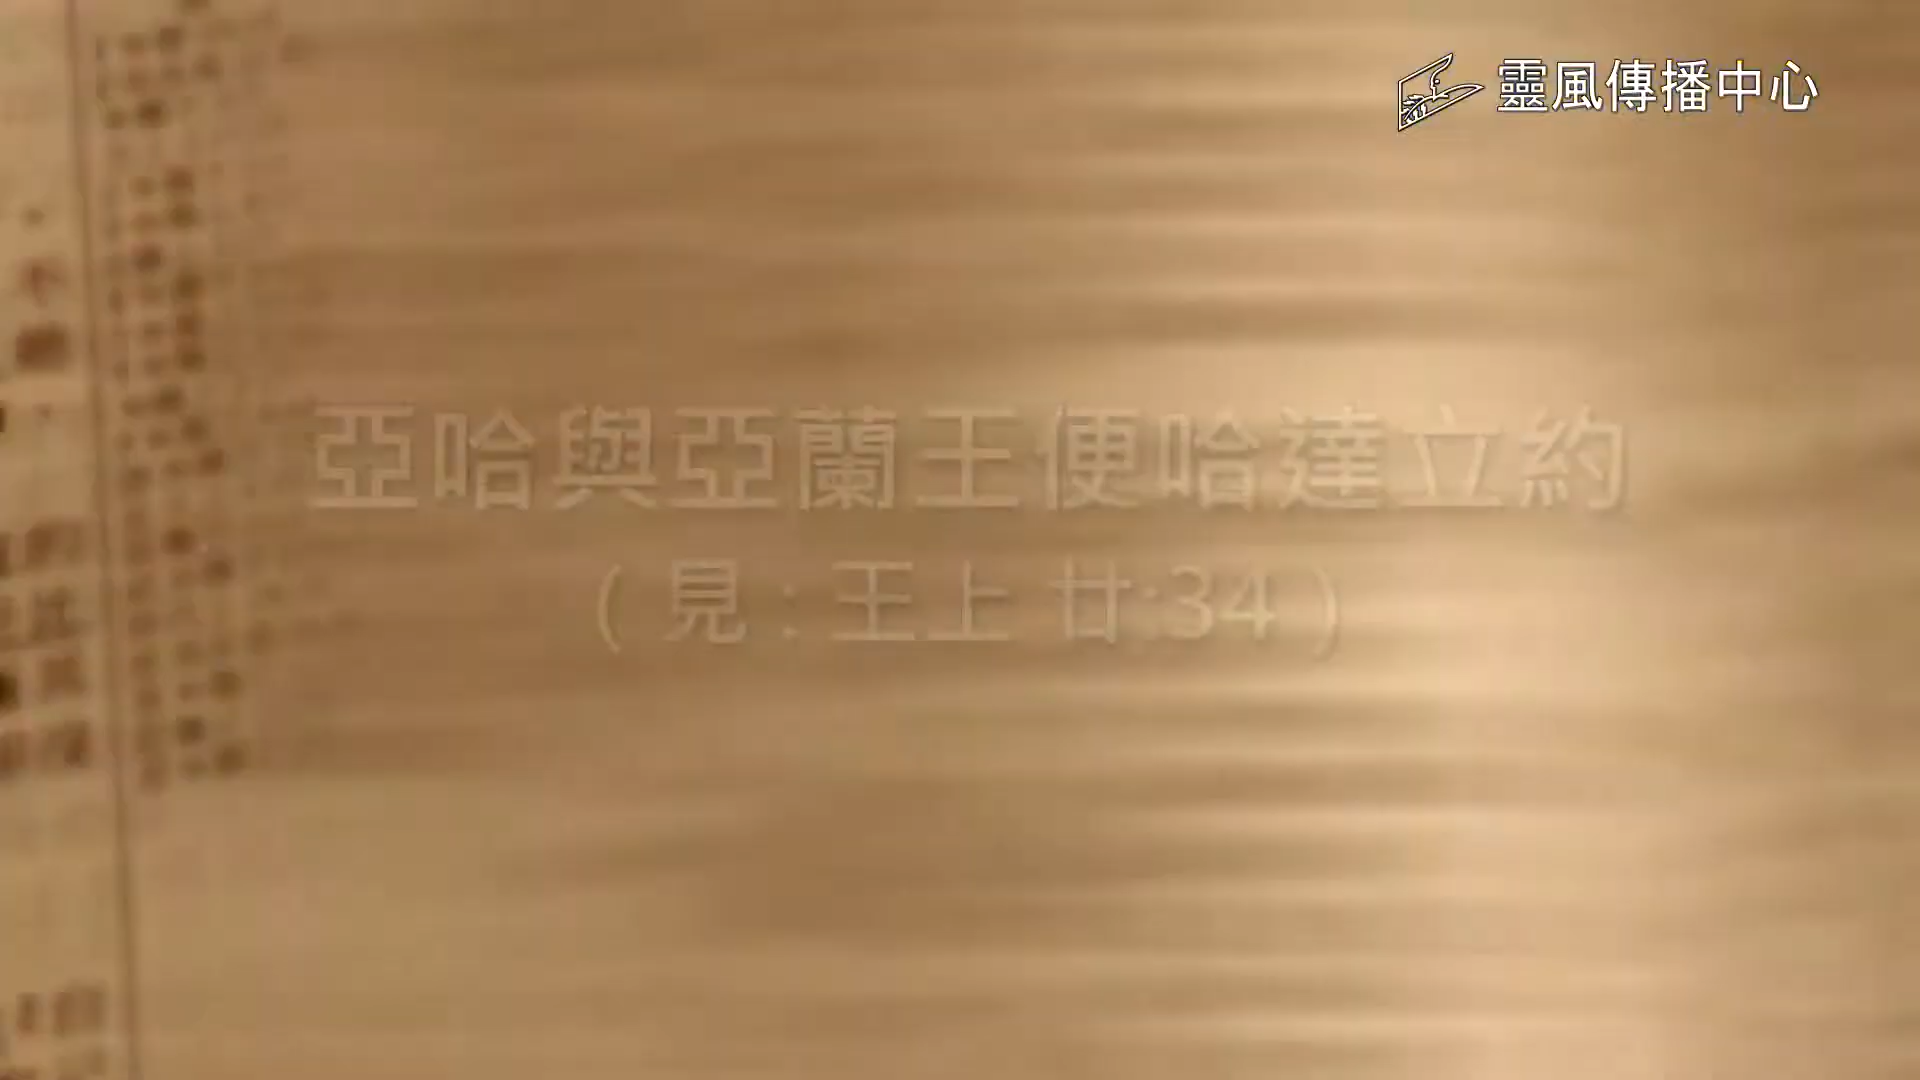 靈風傳播中心
亞哈與亞蘭王便哈達立約
( 見 : 王上 廿:34 )